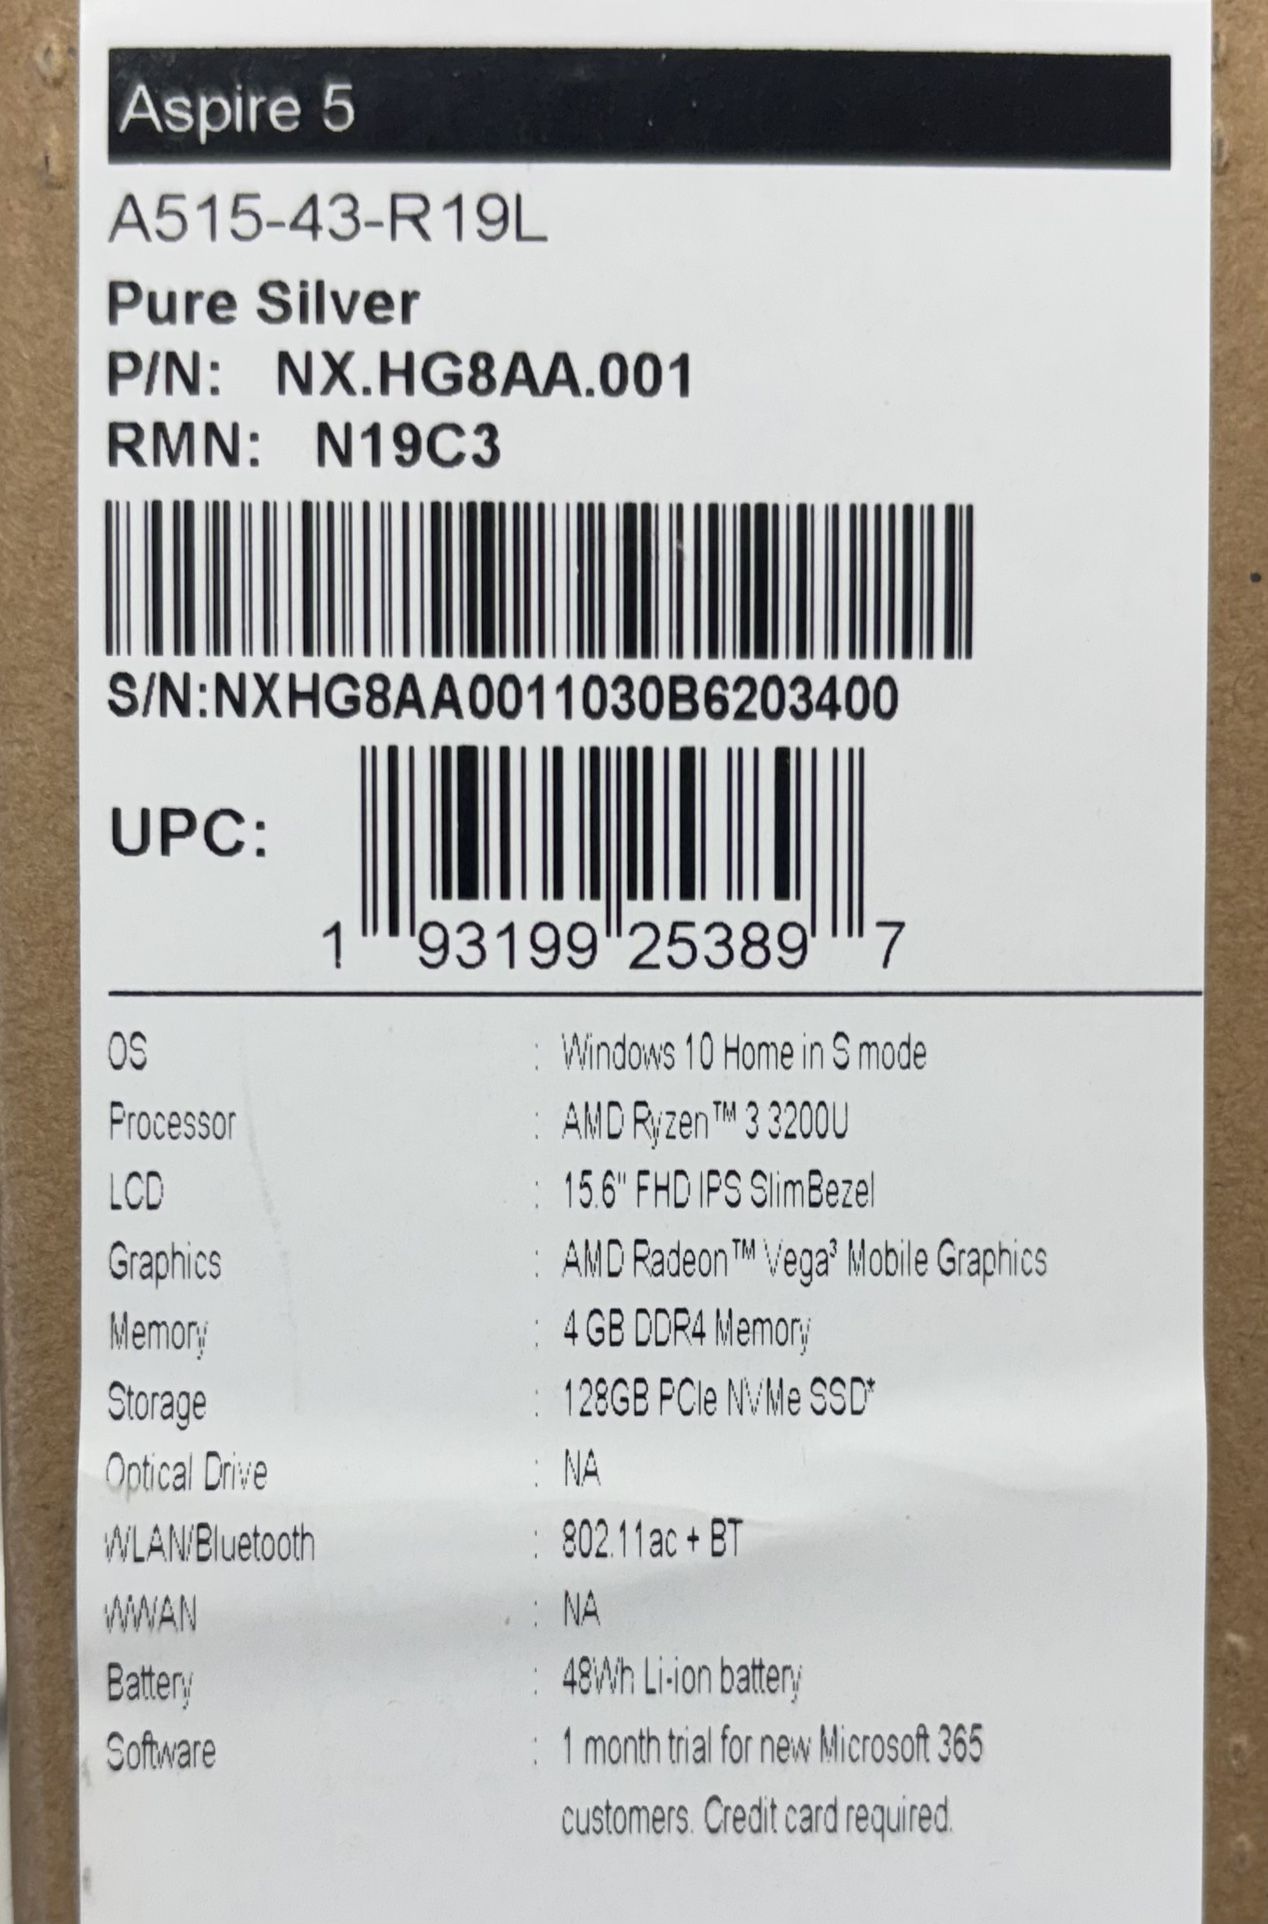 Aspire 5
A515-43-R19L
Pure Silver
P/N: NX.HG8AA.001
RMN: N19C3
S/N:NXHG8AA0011030B6203400
UPC:
1 93199 25389 7
OS : Windows 10 Home in S mode
Processor : AMD Ryzen™ 3 3200U
LCD : 15.6" FHD IPS SlimBezel
Graphics : AMD Radeon™ Vega³ Mobile Graphics
Memory : 4 GB DDR4 Memory
Storage : 128GB PCIe NVMe SSD*
Optical Drive : NA
WLAN/Bluetooth : 802.11ac + BT
WWAN : NA
Battery : 48Wh Li-ion battery
Software : 1 month trial for new Microsoft 365
customers. Credit card required.